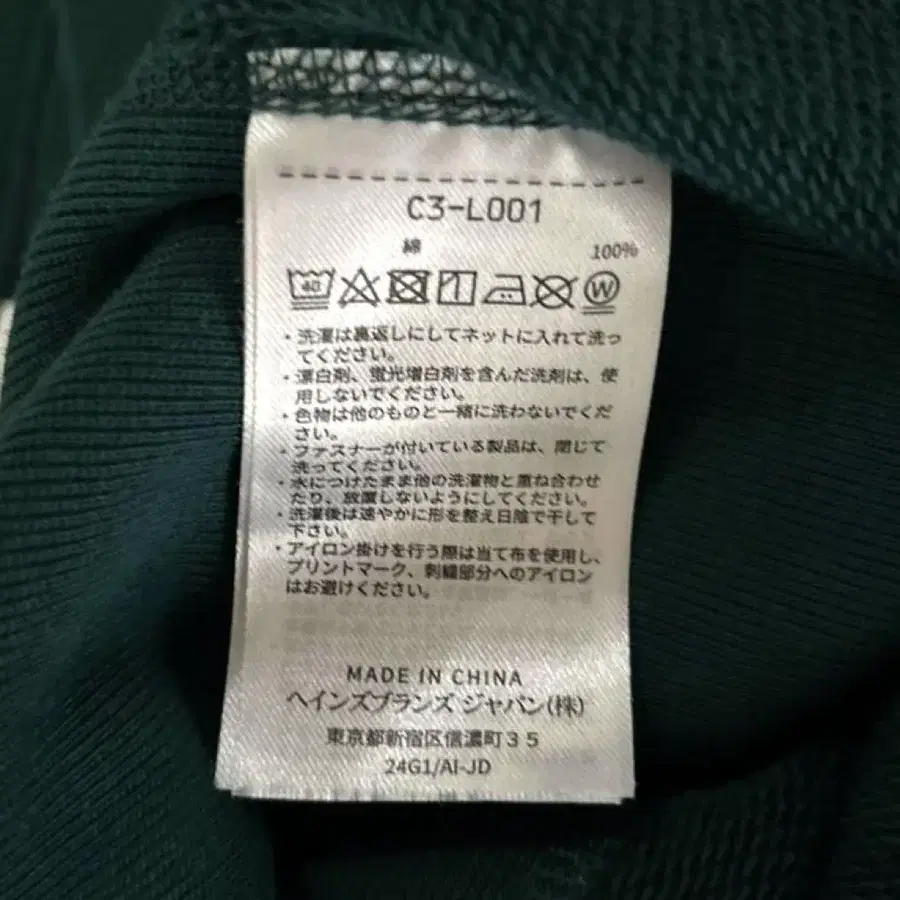 C3-L001
綿 100%
40 W
・洗濯は裏返しにしてネットに入れて洗っ
てください。
・漂白剤、蛍光増白剤を含んだ洗剤は、使
用しないでください。
・色物は他のものと一緒に洗わないでくだ
さい。
・ファスナーが付いている製品は、閉じて
洗ってください。
・水につけたまま他の洗濯物と重ね合わせ
たり、放置しないようにしてください。
・洗濯後は速やかに形を整え日陰で干して
下さい。
・アイロン掛けを行う際は当て布を使用し、
プリントマーク、刺繍部分へのアイロン
はお避けください。
MADE IN CHINA
ヘインズブランズ ジャパン(株)
東京都新宿区信濃町35
24G1/AI-JD